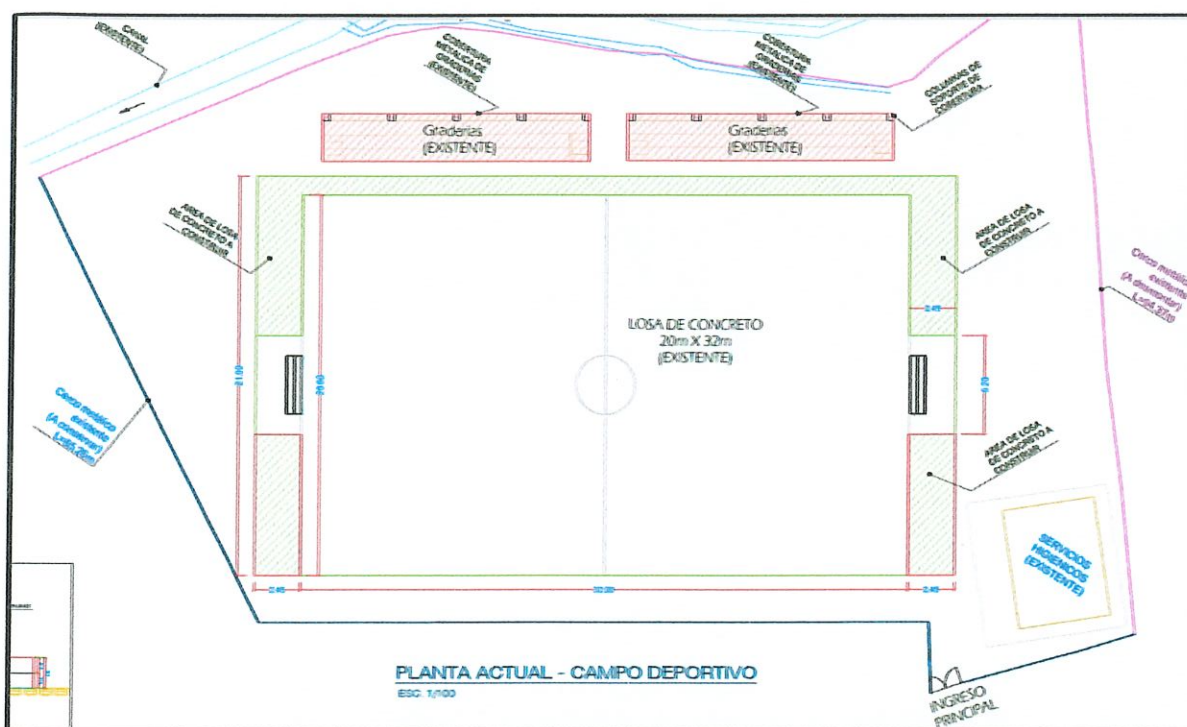 CANAL
(EXISTENTE)
COBERTURA
METALICA DE
GRADERIAS
(EXISTENTE)
COBERTURA
METALICA DE
GRADERIAS
(EXISTENTE)
COLUMNAS DE
SOPORTE DE
COBERTURA
Graderias
(EXISTENTE)
Graderias
(EXISTENTE)
AREA DE LOSA
DE CONCRETO A
CONSTRUIR
AREA DE LOSA
DE CONCRETO A
CONSTRUIR
Cerco metálico
existente
(A desmontar)
2.45
LOSA DE CONCRETO
20m X 32m
(EXISTENTE)
Cerco metálico
existente
(A conservar)
AREA DE LOSA
DE CONCRETO A
CONSTRUIR
SERVICIOS
HIGIENICOS
(EXISTENTE)
2.45
2.45
PLANTA ACTUAL - CAMPO DEPORTIVO
ESC. 1/100
INGRESO
PRINCIPAL